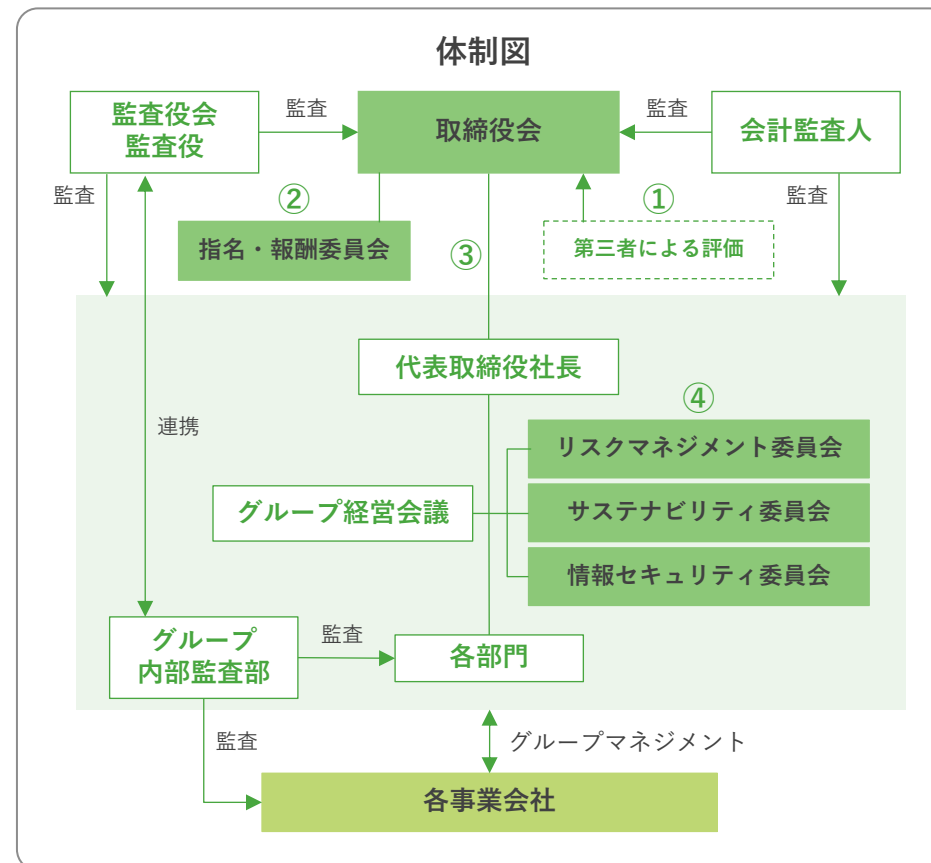 体制図
監査役会
監査役
監査
取締役会
監査
会計監査人
監査
②
①
監査
指名・報酬委員会
③
第三者による評価
代表取締役社長
④
連携
リスクマネジメント委員会
グループ経営会議
サステナビリティ委員会
情報セキュリティ委員会
グループ
内部監査部
監査
各部門
監査
グループマネジメント
各事業会社